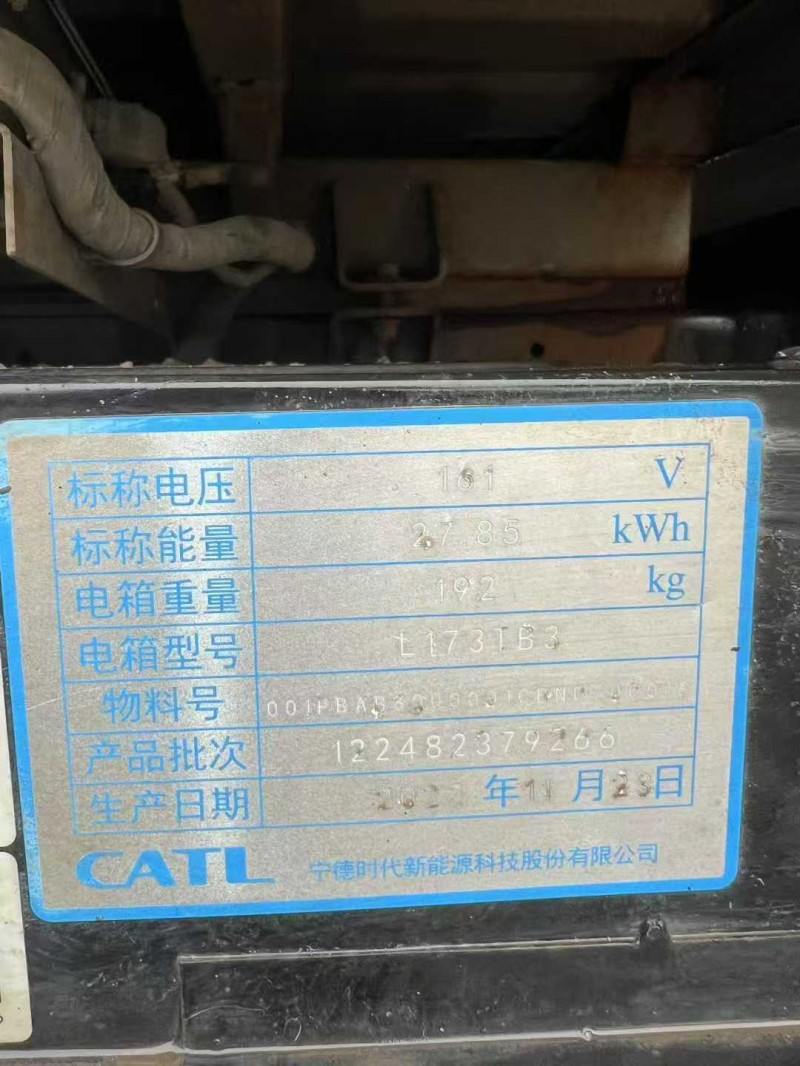 标称电压 161 V
标称能量 27.85 kWh
电箱重量 192 kg
电箱型号 L173TB3
物料号
产品批次 122482379266
生产日期 年 11 月 23 日
CATL 宁德时代新能源科技股份有限公司